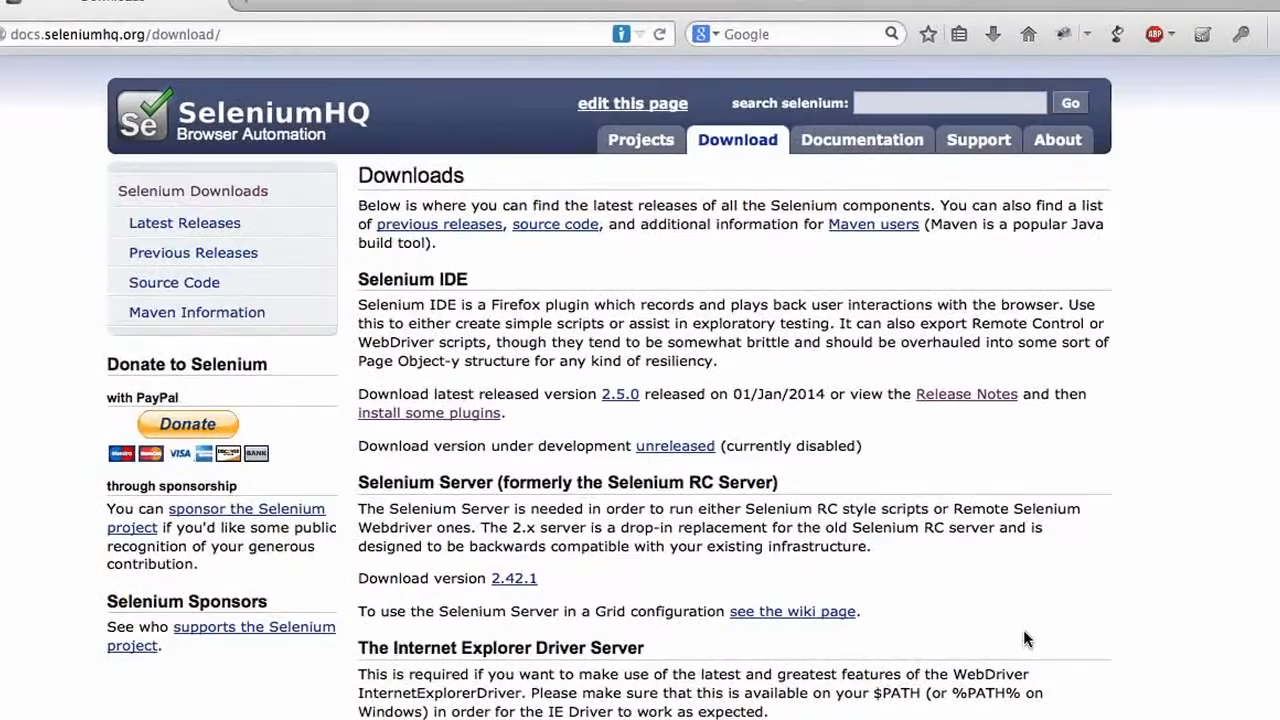 docs.seleniumhq.org/download/
Google
ABP
Se
SeleniumHQ
Browser Automation
edit this page
search selenium:
Go
Projects
Download
Documentation
Support
About
Selenium Downloads
Latest Releases
Previous Releases
Source Code
Maven Information
Donate to Selenium
with PayPal
Donate
VISA
BANK
through sponsorship
You can sponsor the Selenium
project if you'd like some public
recognition of your generous
contribution.
Selenium Sponsors
See who supports the Selenium
project.
Downloads
Below is where you can find the latest releases of all the Selenium components. You can also find a list
of previous releases, source code, and additional information for Maven users (Maven is a popular Java
build tool).
Selenium IDE
Selenium IDE is a Firefox plugin which records and plays back user interactions with the browser. Use
this to either create simple scripts or assist in exploratory testing. It can also export Remote Control or
WebDriver scripts, though they tend to be somewhat brittle and should be overhauled into some sort of
Page Object-y structure for any kind of resiliency.
Download latest released version 2.5.0 released on 01/Jan/2014 or view the Release Notes and then
install some plugins.
Download version under development unreleased (currently disabled)
Selenium Server (formerly the Selenium RC Server)
The Selenium Server is needed in order to run either Selenium RC style scripts or Remote Selenium
Webdriver ones. The 2.x server is a drop-in replacement for the old Selenium RC server and is
designed to be backwards compatible with your existing infrastructure.
Download version 2.42.1
To use the Selenium Server in a Grid configuration see the wiki page.
The Internet Explorer Driver Server
This is required if you want to make use of the latest and greatest features of the WebDriver
InternetExplorerDriver. Please make sure that this is available on your $PATH (or %PATH% on
Windows) in order for the IE Driver to work as expected.